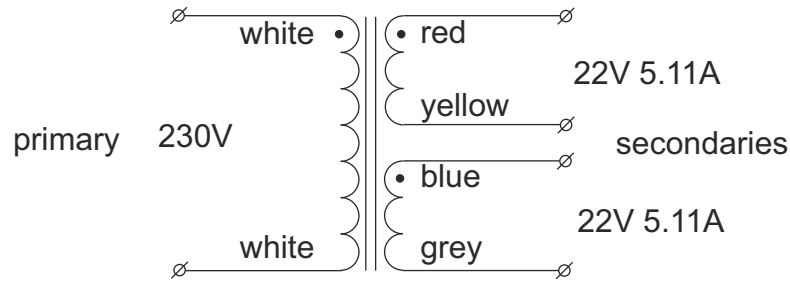 white
red
22V 5.11A
yellow
primary 230V
secondaries
blue
22V 5.11A
white
grey